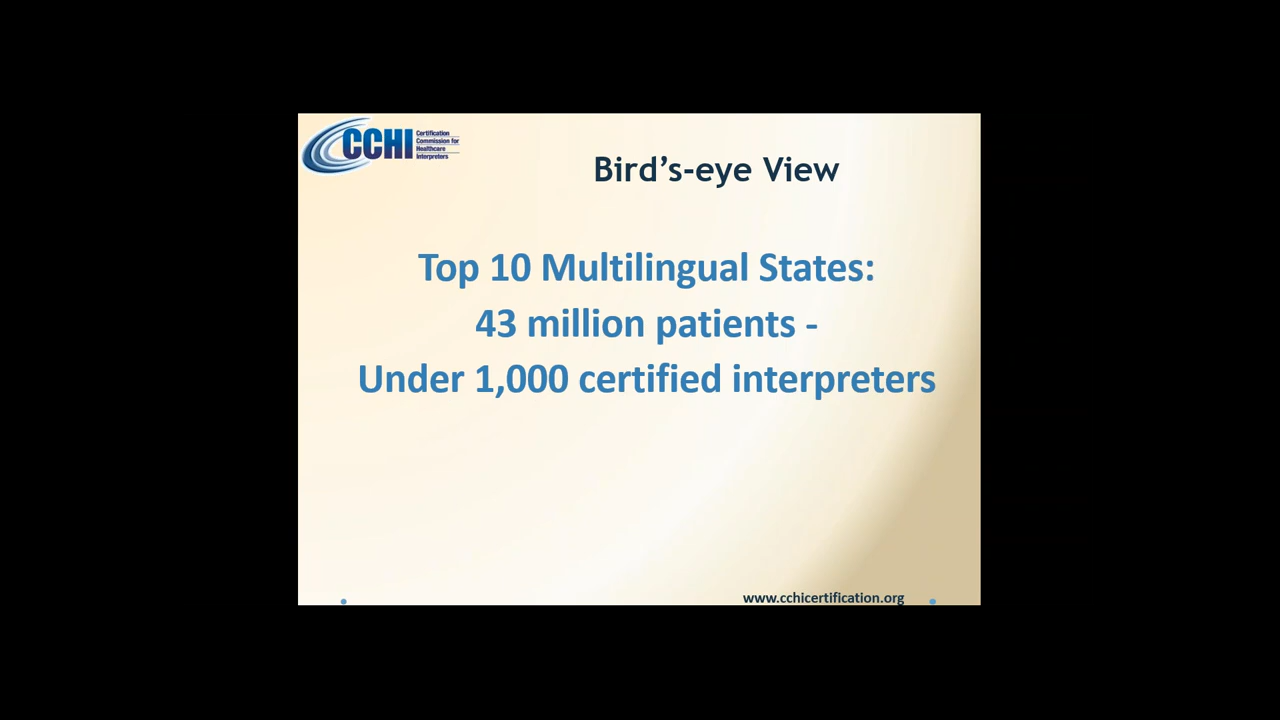 CCHI
Certification
Commission for
Healthcare
Interpreters
Bird's-eye View
Top 10 Multilingual States:
43 million patients -
Under 1,000 certified interpreters
www.cchicertification.org